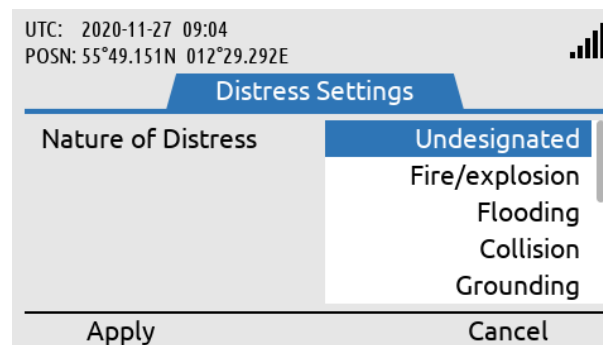 UTC: 2020-11-27 09:04
POSN: 55°49.151N 012°29.292E
Distress Settings
Nature of Distress
Undesignated
Fire/explosion
Flooding
Collision
Grounding
Apply
Cancel